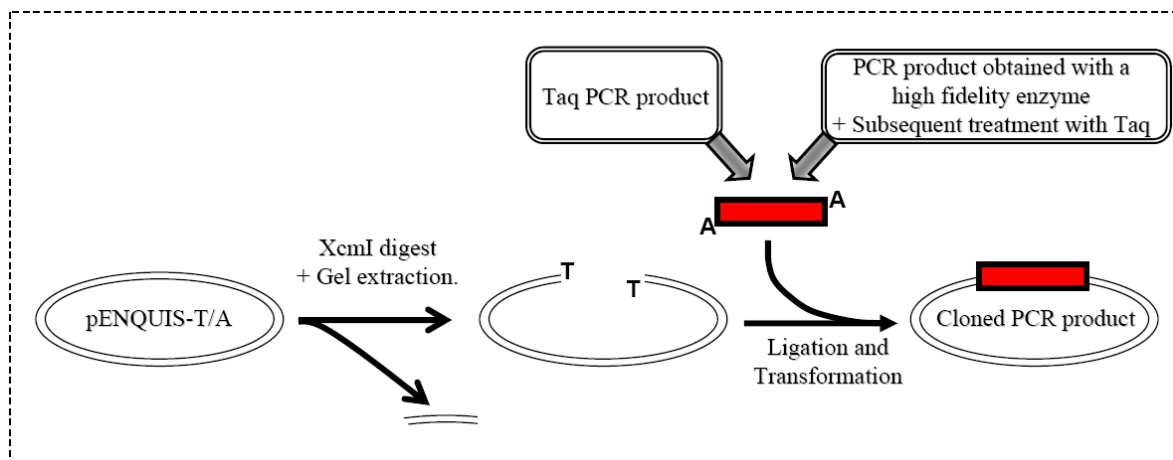 Taq PCR product
PCR product obtained with a
high fidelity enzyme
+ Subsequent treatment with Taq
A
A
XcmI digest
+ Gel extraction.
T
T
pENQUIS-T/A
Cloned PCR product
Ligation and
Transformation